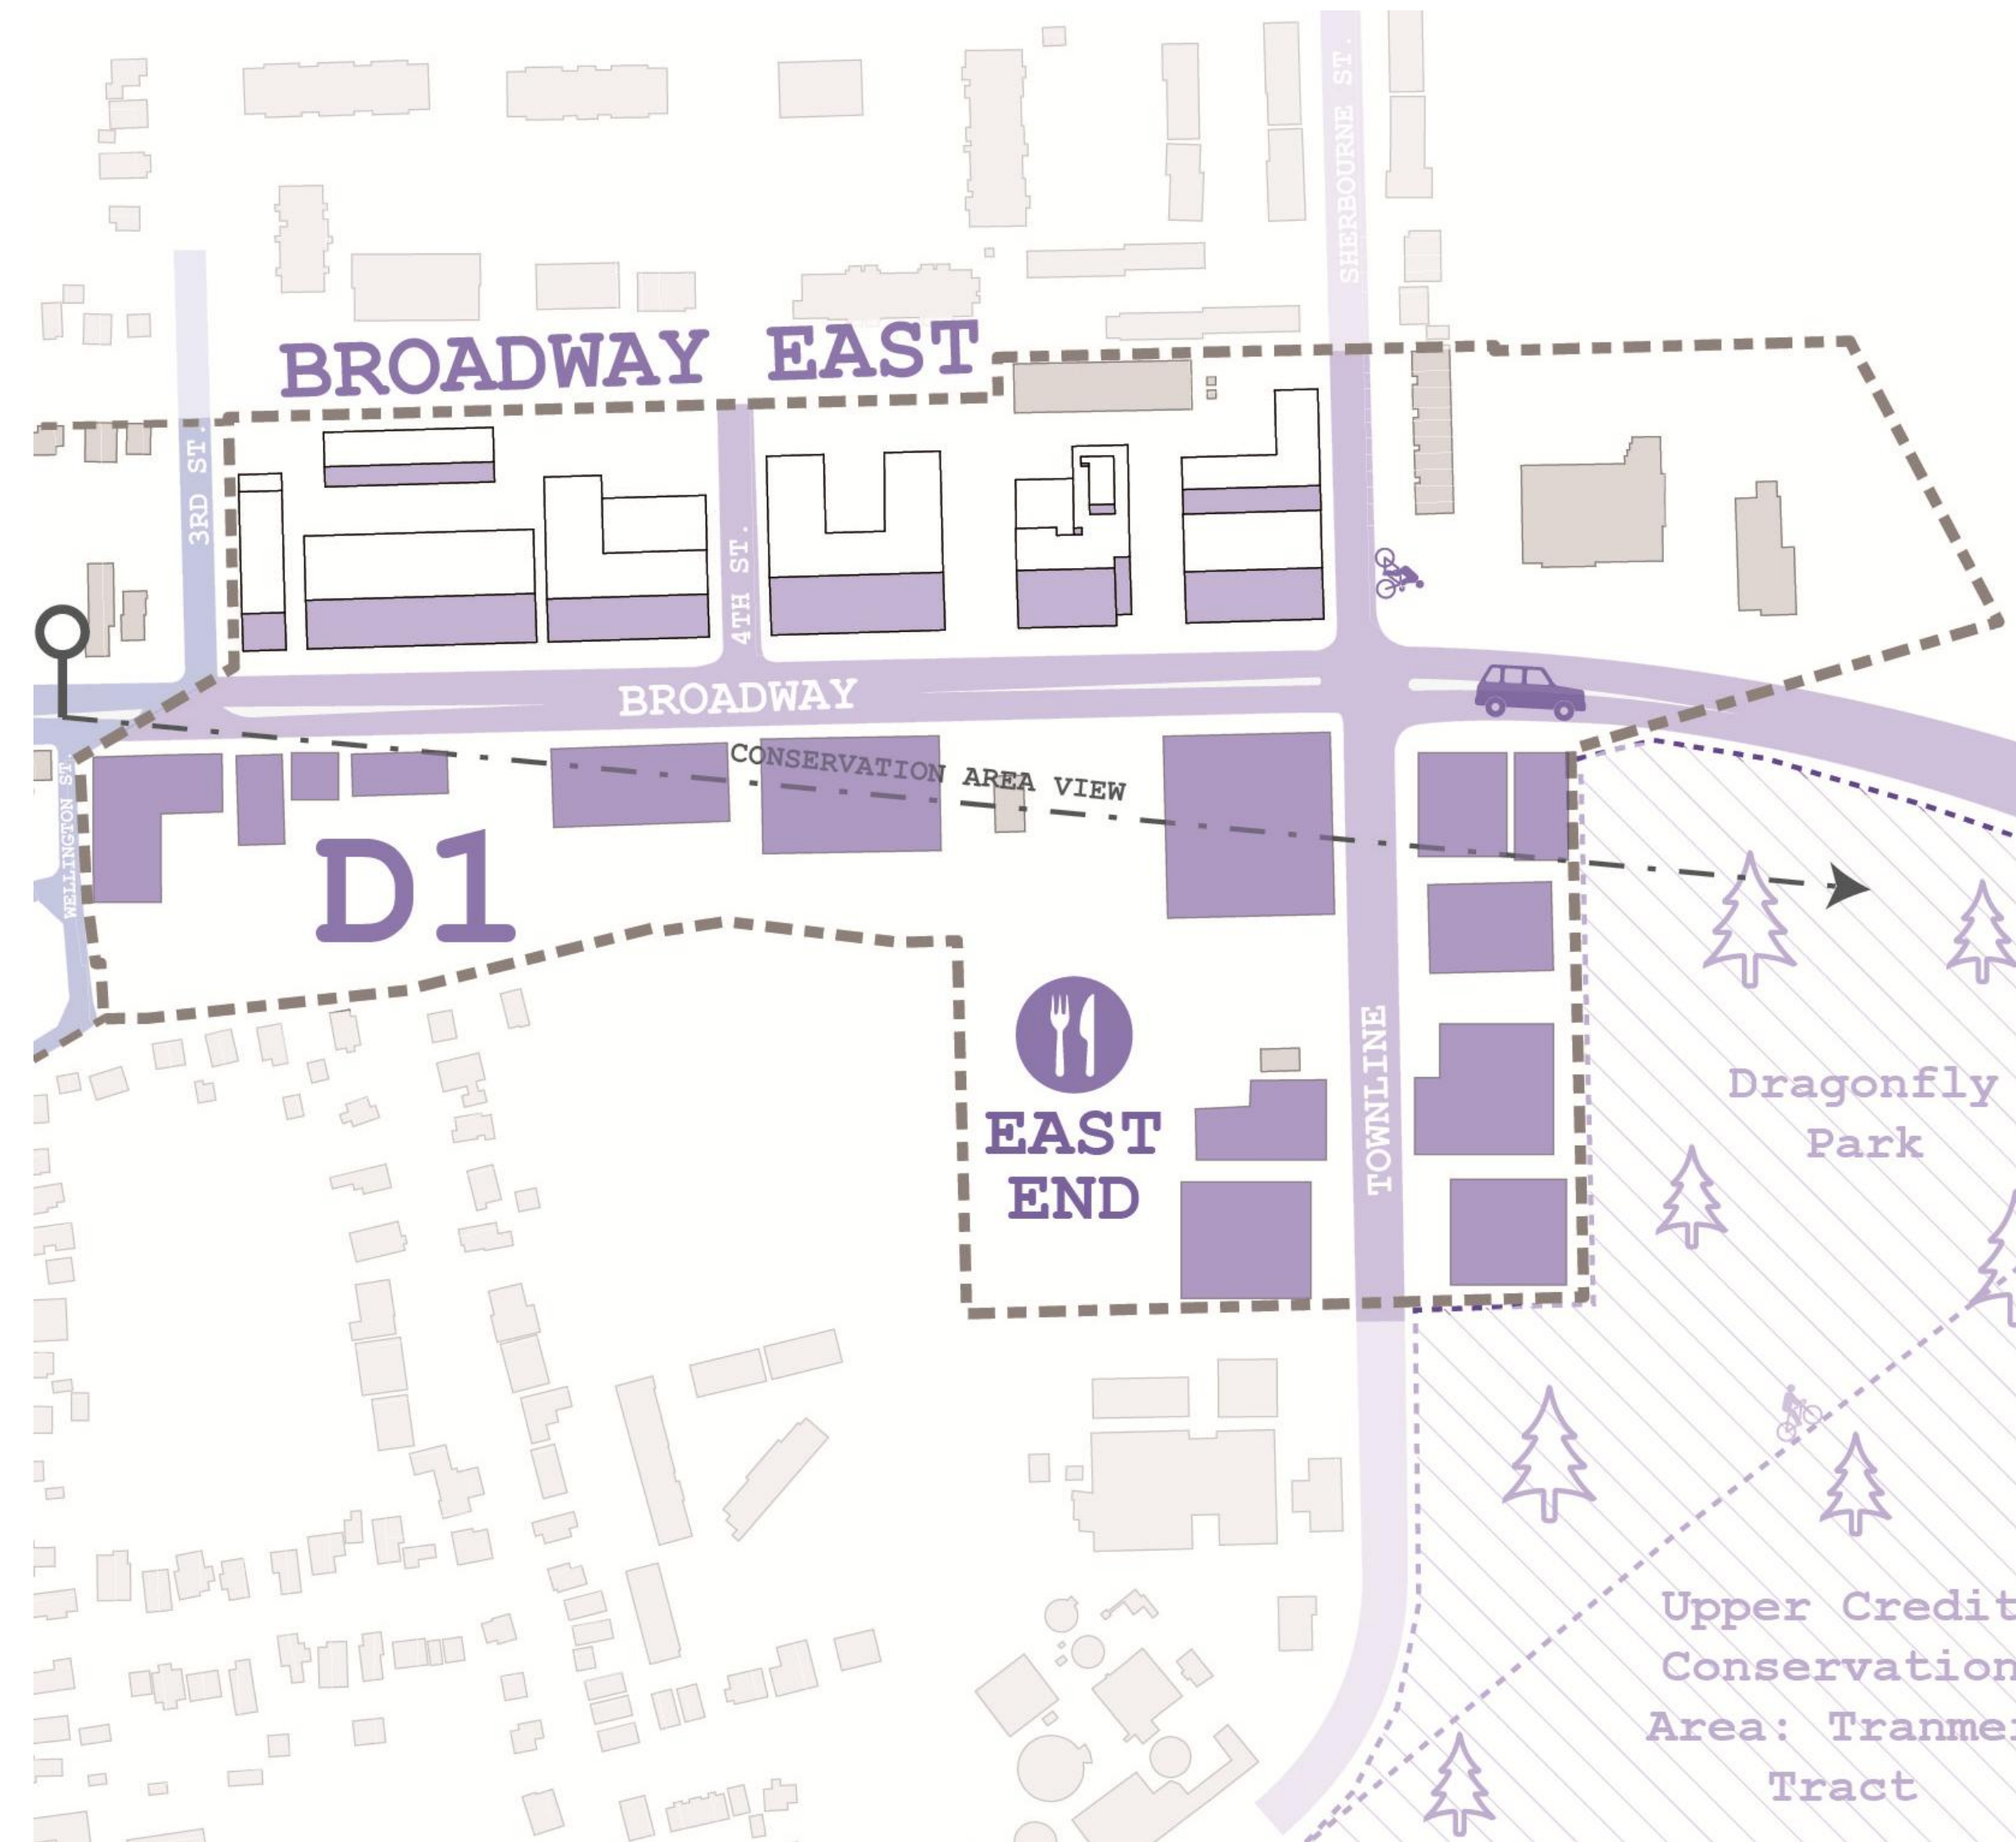 SHERBOURNE ST.
BROADWAY EAST
3RD ST.
4TH ST.
BROADWAY
CONSERVATION AREA VIEW
WELLINGTON ST.
D1
EAST
END
TOWNLINE
Dragonfly
Park
Upper Credit
Conservation
Area:
Tract